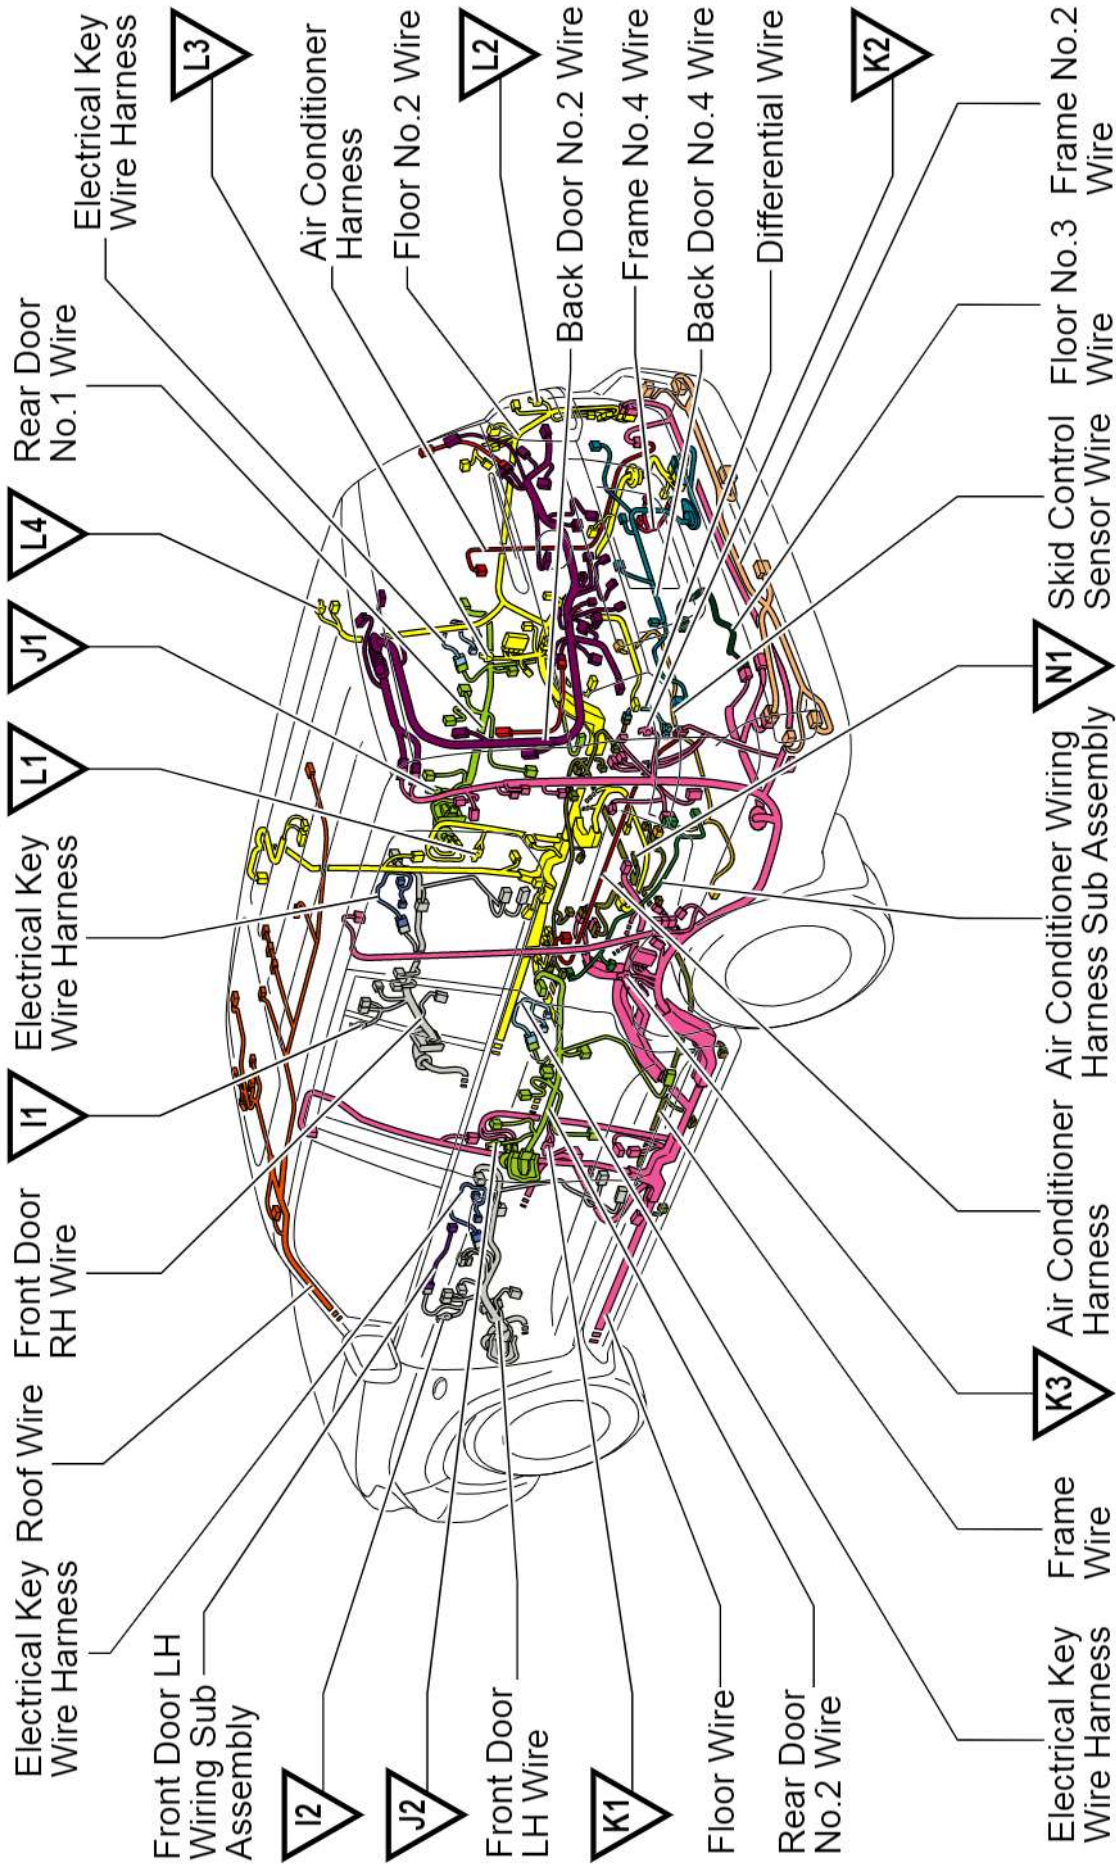 Electrical Key
Wire Harness
Roof Wire
Front Door
RH Wire
I1
Electrical Key
Wire Harness
L1
J1
L4
Rear Door
No.1 Wire
Electrical Key
Wire Harness
L3
Front Door LH
Wiring Sub
Assembly
I2
J2
Front Door
LH Wire
K1
Floor Wire
Rear Door
No.2 Wire
Air Conditioner
Harness
Floor No.2 Wire
L2
Back Door No.2 Wire
Frame No.4 Wire
Back Door No.4 Wire
Differential Wire
K2
Electrical Key
Wire Harness
Frame
Wire
K3
Air Conditioner
Harness
Air Conditioner Wiring
Harness Sub Assembly
N1
Skid Control
Sensor Wire
Floor No.3
Wire
Frame No.2
Wire